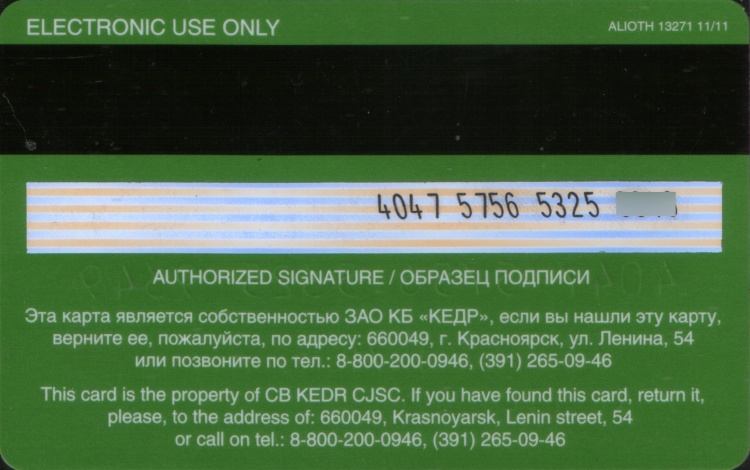 ELECTRONIC USE ONLY
ALIOTH 13271 11/11
4047 5756 5325
AUTHORIZED SIGNATURE / ОБРАЗЕЦ ПОДПИСИ
Эта карта является собственностью ЗАО КБ «КЕДР», если вы нашли эту карту,
верните ее, пожалуйста, по адресу: 660049, г. Красноярск, ул. Ленина, 54
или позвоните по тел.: 8-800-200-0946, (391) 265-09-46
This card is the property of CB KEDR CJSC. If you have found this card, return it,
please, to the address of: 660049, Krasnoyarsk, Lenin street, 54
or call on tel.: 8-800-200-0946, (391) 265-09-46